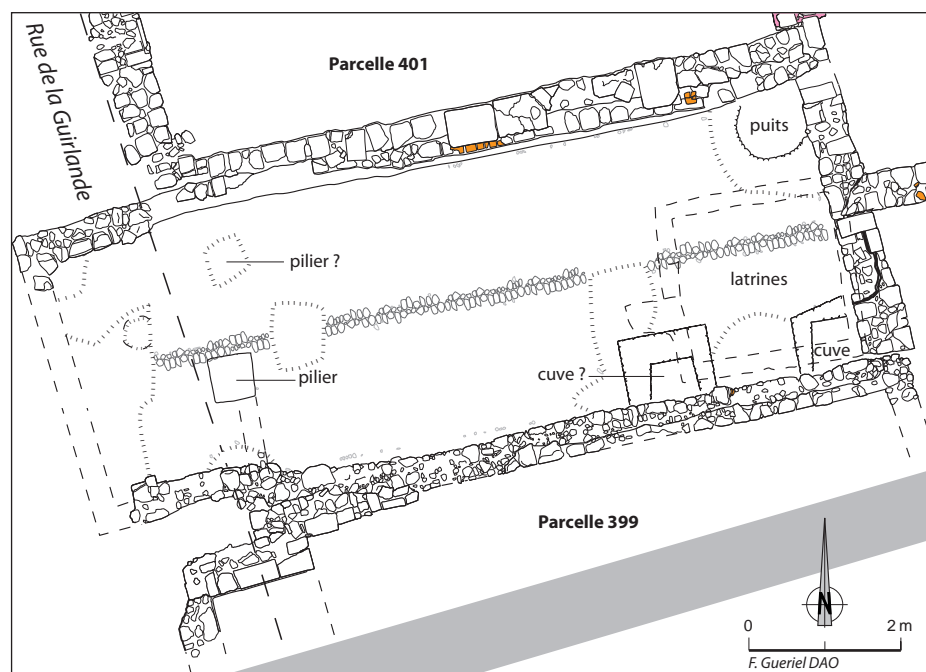 Rue de la Guirlande
Parcelle 401
puits
pilier ?
latrines
pilier
cuve ?
cuve
Parcelle 399
N
0 2 m
F. Gueriel DAO